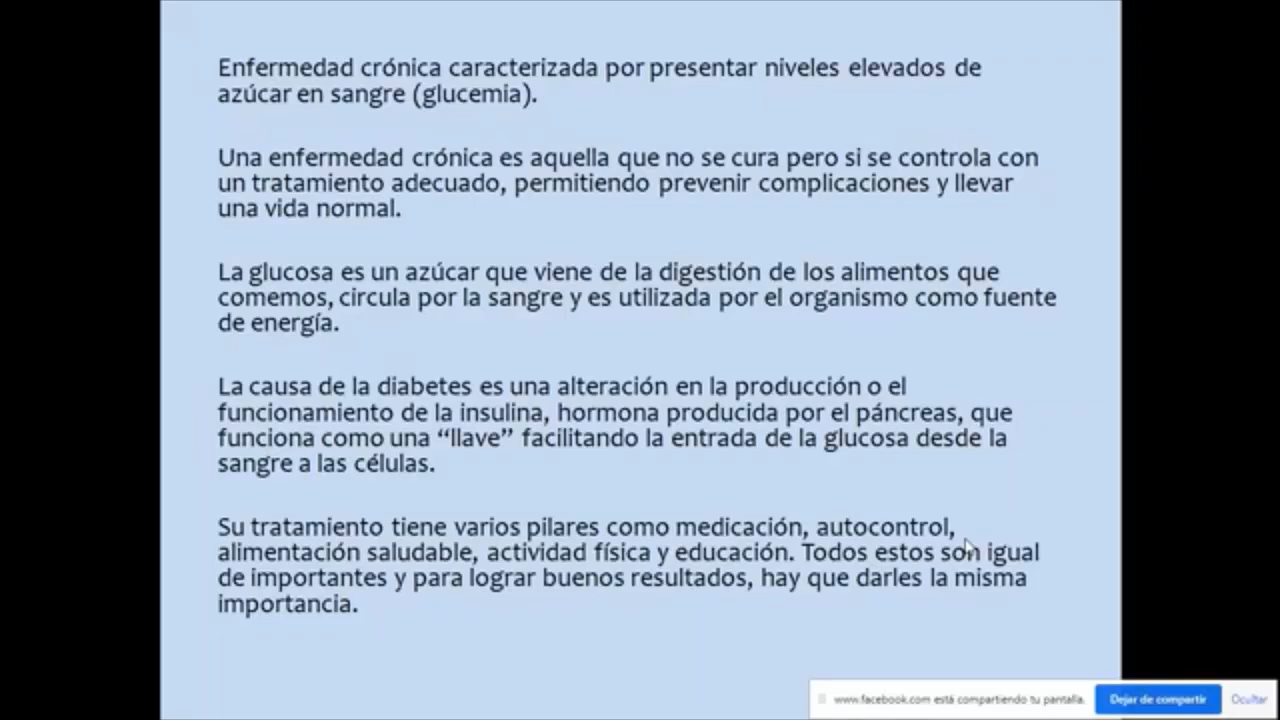 Enfermedad crónica caracterizada por presentar niveles elevados de
azúcar en sangre (glucemia).
Una enfermedad crónica es aquella que no se cura pero si se controla con
un tratamiento adecuado, permitiendo prevenir complicaciones y llevar
una vida normal.
La glucosa es un azúcar que viene de la digestión de los alimentos que
comemos, circula por la sangre y es utilizada por el organismo como fuente
de energía.
La causa de la diabetes es una alteración en la producción o el
funcionamiento de la insulina, hormona producida por el páncreas, que
funciona como una “llave” facilitando la entrada de la glucosa desde la
sangre a las células.
Su tratamiento tiene varios pilares como medicación, autocontrol,
alimentación saludable, actividad física y educación. Todos estos son igual
de importantes y para lograr buenos resultados, hay que darles la misma
importancia.
www.facebook.com está compartiendo tu pantalla. Dejar de compartir Ocultar